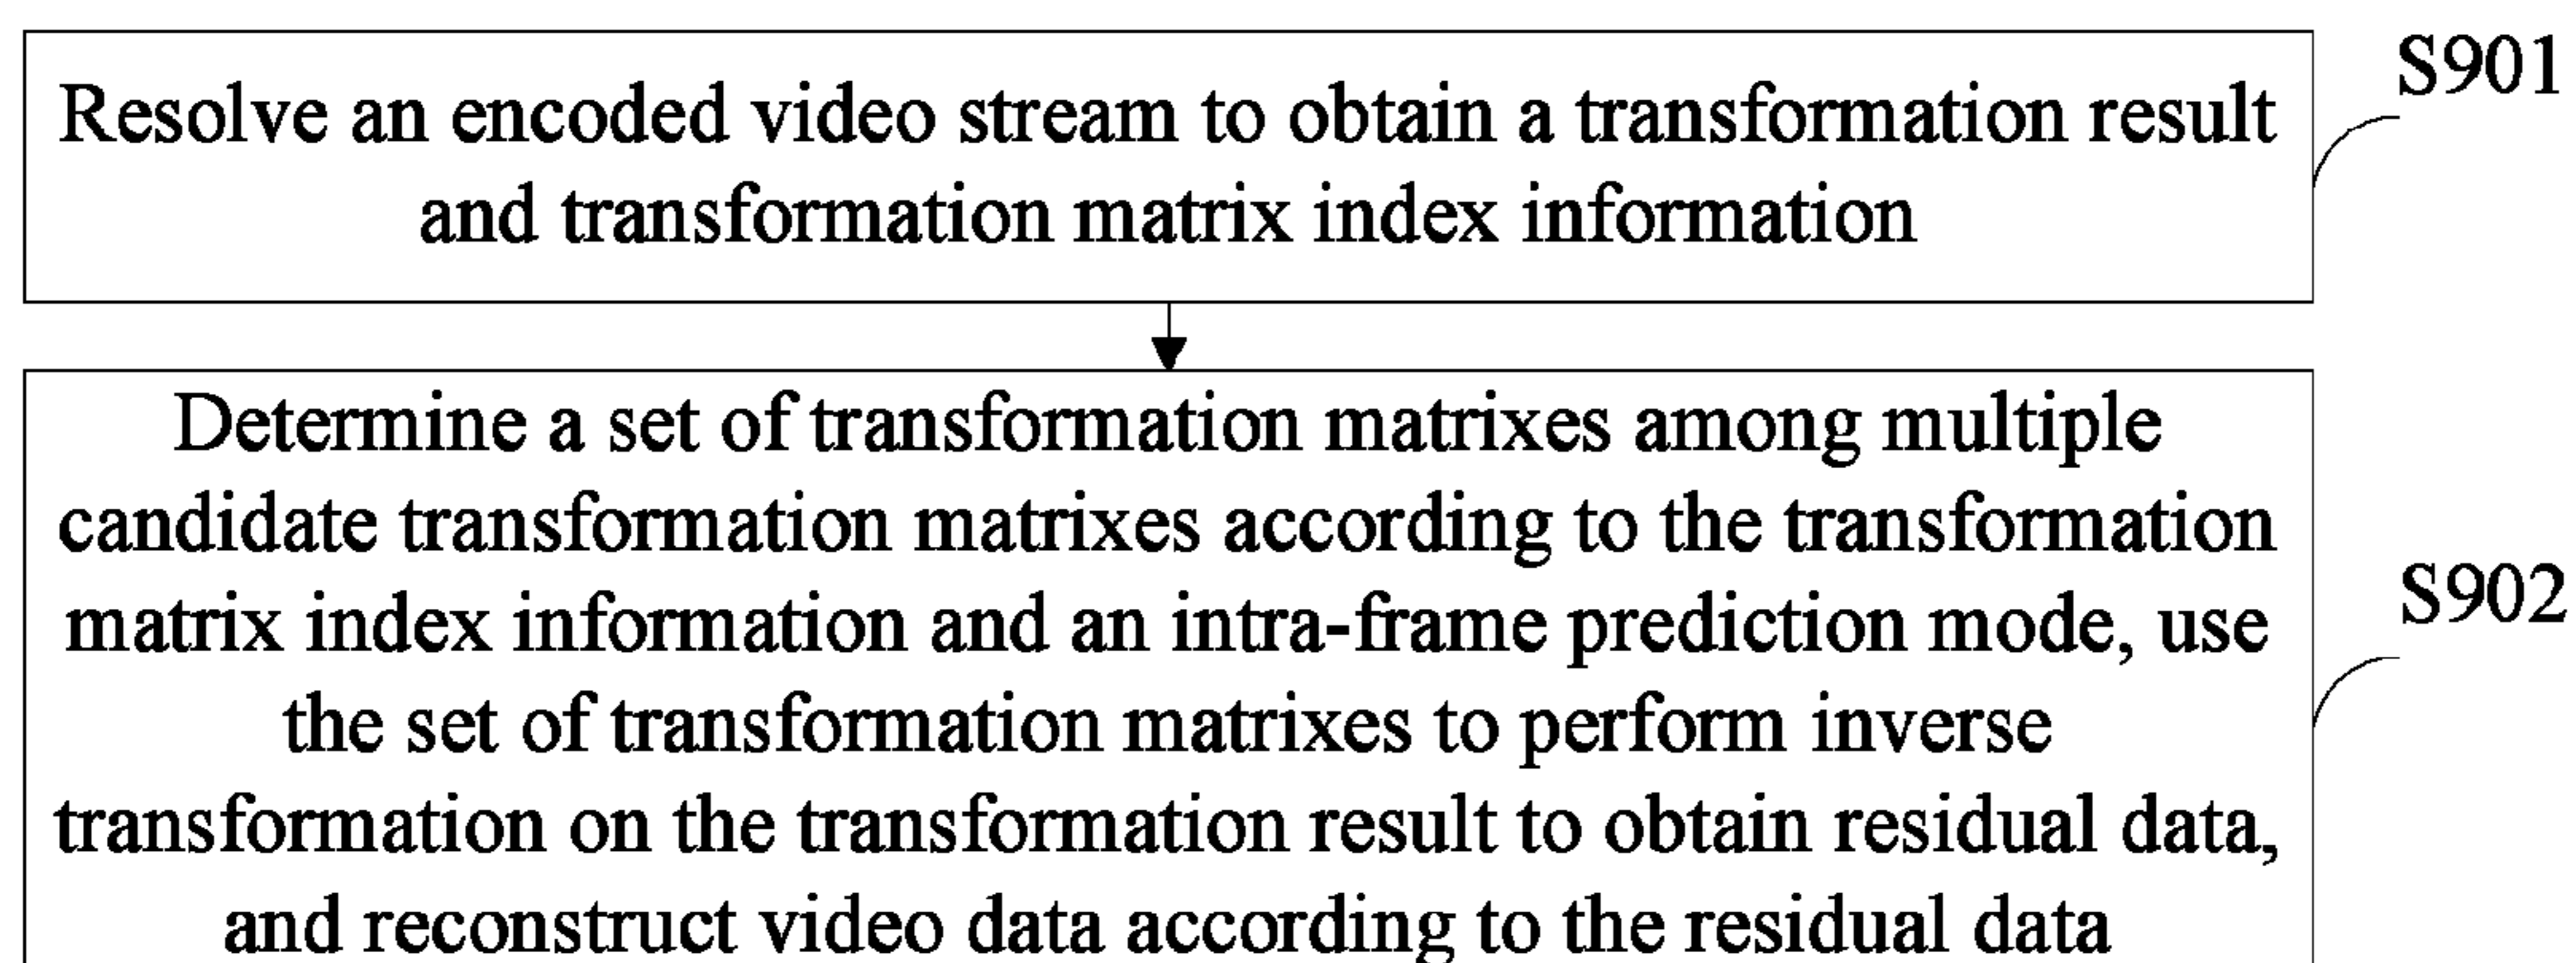 S901
Resolve an encoded video stream to obtain a transformation result
and transformation matrix index information
Determine a set of transformation matrixes among multiple
candidate transformation matrixes according to the transformation
matrix index information and an intra-frame prediction mode, use
S902
the set of transformation matrixes to perform inverse
transformation on the transformation result to obtain residual data,
and reconstruct video data according to the residual data